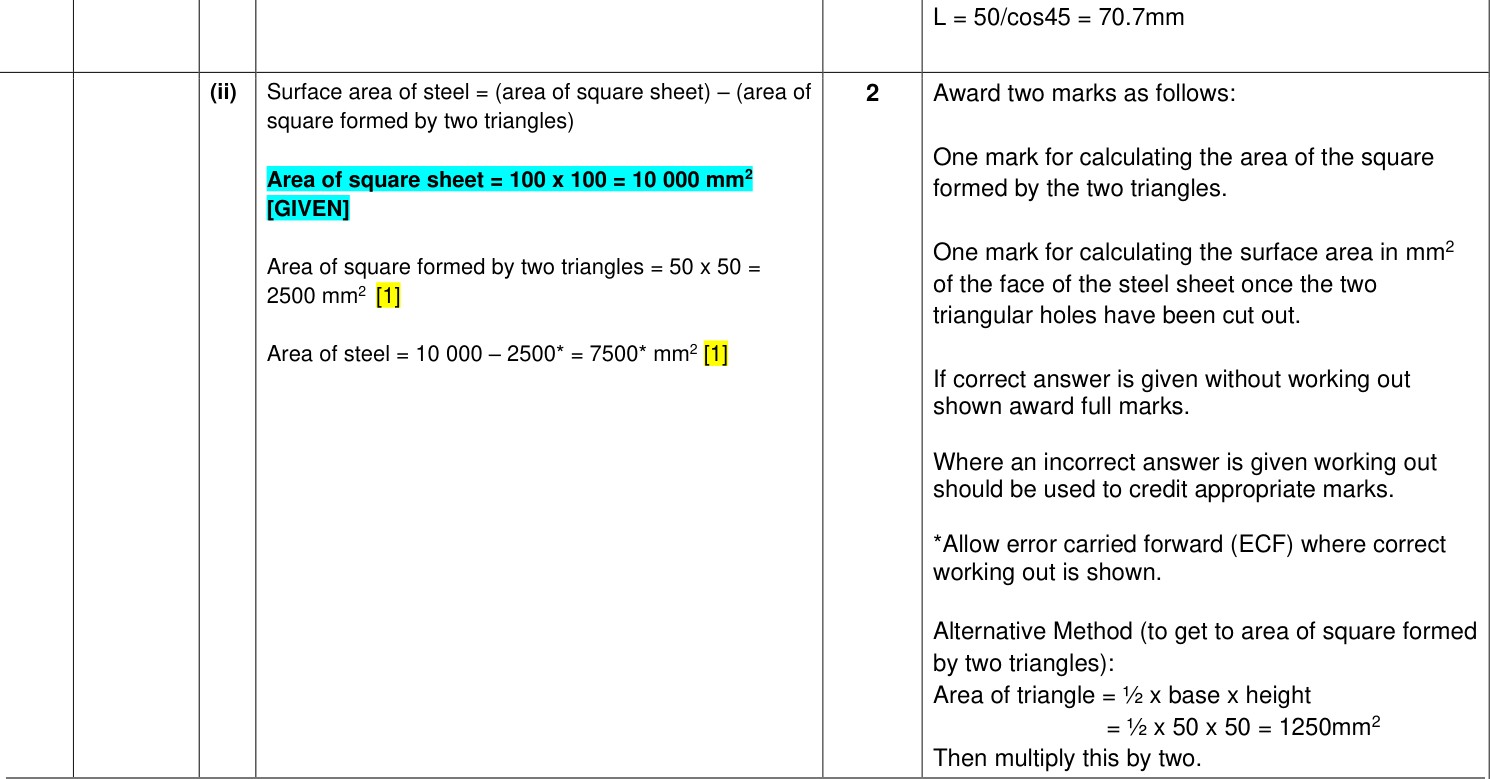 L = 50/cos45 = 70.7mm
(ii)
Surface area of steel = (area of square sheet) – (area of
square formed by two triangles)
Area of square sheet = 100 x 100 = 10 000 mm²
[GIVEN]
Area of square formed by two triangles = 50 x 50 =
2500 mm² [1]
Area of steel = 10 000 – 2500* = 7500* mm² [1]
2
Award two marks as follows:
One mark for calculating the area of the square
formed by the two triangles.
One mark for calculating the surface area in mm²
of the face of the steel sheet once the two
triangular holes have been cut out.
If correct answer is given without working out
shown award full marks.
Where an incorrect answer is given working out
should be used to credit appropriate marks.
*Allow error carried forward (ECF) where correct
working out is shown.
Alternative Method (to get to area of square formed
by two triangles):
Area of triangle = ½ x base x height
= ½ x 50 x 50 = 1250mm²
Then multiply this by two.